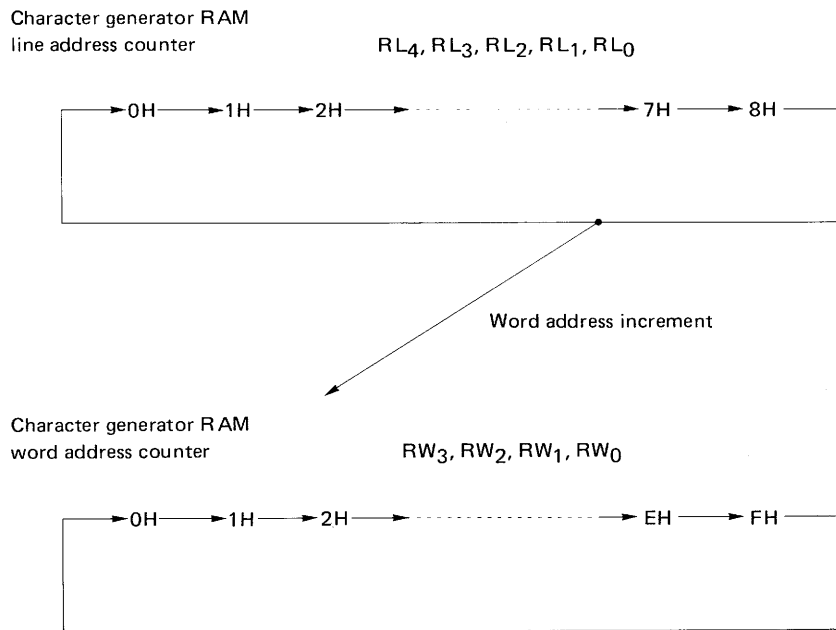 Character generator RAM
line address counter
RL4, RL3, RL2, RL1, RL0
0H 1H 2H 7H 8H
Word address increment
Character generator RAM
word address counter
RW3, RW2, RW1, RW0
0H 1H 2H EH FH